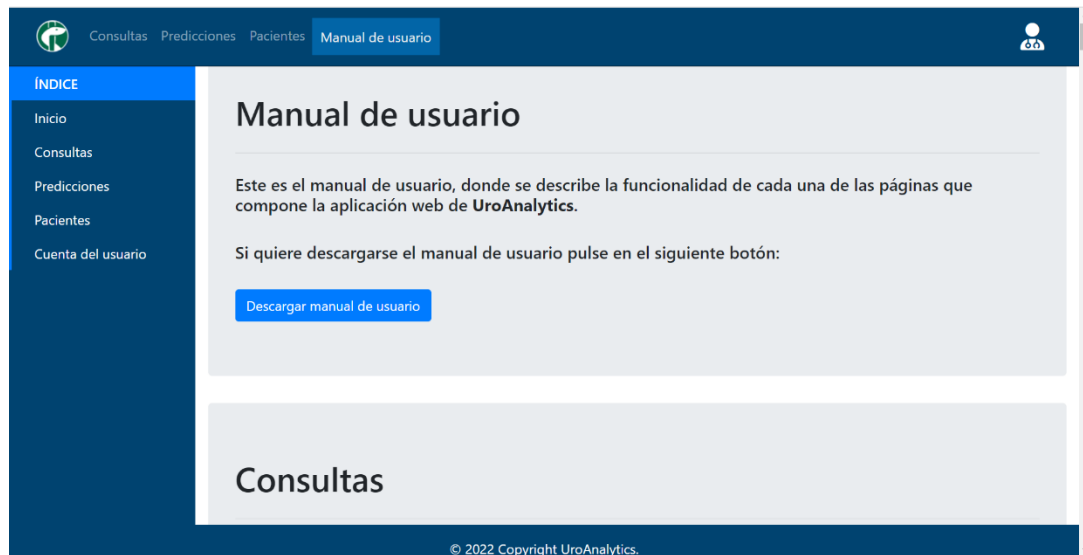 Consultas Predicciones Pacientes Manual de usuario
ÍNDICE
Inicio
Consultas
Predicciones
Pacientes
Cuenta del usuario
Manual de usuario
Este es el manual de usuario, donde se describe la funcionalidad de cada una de las páginas que
compone la aplicación web de UroAnalytics.
Si quiere descargarse el manual de usuario pulse en el siguiente botón:
Descargar manual de usuario
Consultas
© 2022 Copyright UroAnalytics.